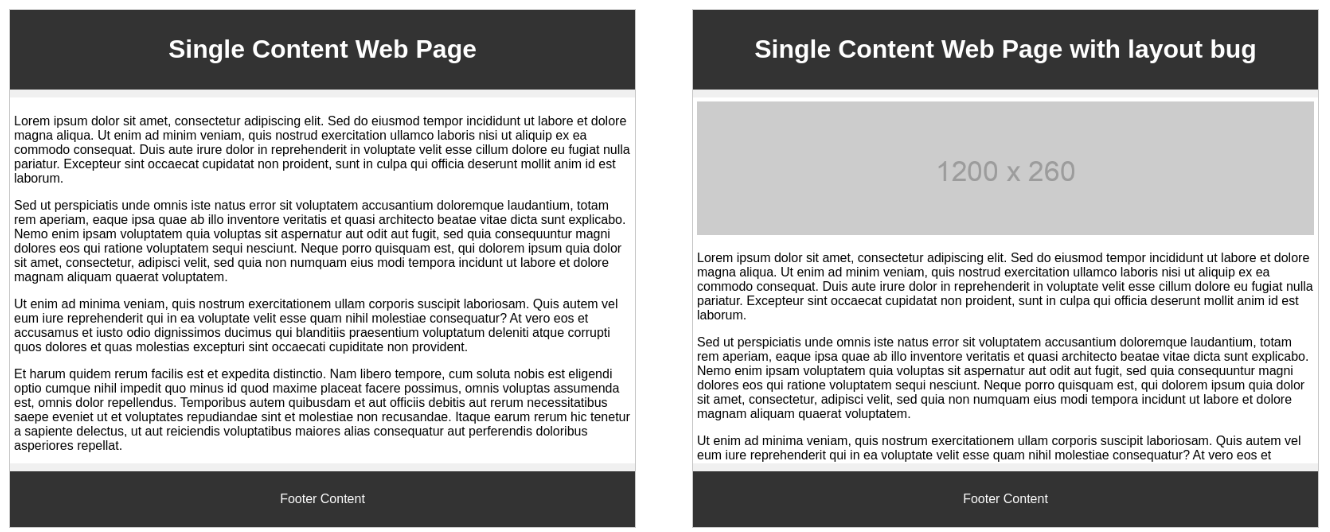 Single Content Web Page
Lorem ipsum dolor sit amet, consectetur adipiscing elit. Sed do eiusmod tempor incididunt ut labore et dolore
magna aliqua. Ut enim ad minim veniam, quis nostrud exercitation ullamco laboris nisi ut aliquip ex ea
commodo consequat. Duis aute irure dolor in reprehenderit in voluptate velit esse cillum dolore eu fugiat nulla
pariatur. Excepteur sint occaecat cupidatat non proident, sunt in culpa qui officia deserunt mollit anim id est
laborum.
Sed ut perspiciatis unde omnis iste natus error sit voluptatem accusantium doloremque laudantium, totam
rem aperiam, eaque ipsa quae ab illo inventore veritatis et quasi architecto beatae vitae dicta sunt explicabo.
Nemo enim ipsam voluptatem quia voluptas sit aspernatur aut odit aut fugit, sed quia consequuntur magni
dolores eos qui ratione voluptatem sequi nesciunt. Neque porro quisquam est, qui dolorem ipsum quia dolor
sit amet, consectetur, adipisci velit, sed quia non numquam eius modi tempora incidunt ut labore et dolore
magnam aliquam quaerat voluptatem.
Ut enim ad minima veniam, quis nostrum exercitationem ullam corporis suscipit laboriosam. Quis autem vel
eum iure reprehenderit qui in ea voluptate velit esse quam nihil molestiae consequatur? At vero eos et
accusamus et iusto odio dignissimos ducimus qui blanditiis praesentium voluptatum deleniti atque corrupti
quos dolores et quas molestias excepturi sint occaecati cupiditate non provident.
Et harum quidem rerum facilis est et expedita distinctio. Nam libero tempore, cum soluta nobis est eligendi
optio cumque nihil impedit quo minus id quod maxime placeat facere possimus, omnis voluptas assumenda
est, omnis dolor repellendus. Temporibus autem quibusdam et aut officiis debitis aut rerum necessitatibus
saepe eveniet ut et voluptates repudiandae sint et molestiae non recusandae. Itaque earum rerum hic tenetur
a sapiente delectus, ut aut reiciendis voluptatibus maiores alias consequatur aut perferendis doloribus
asperiores repellat.
Footer Content
Single Content Web Page with layout bug
1200 x 260
Lorem ipsum dolor sit amet, consectetur adipiscing elit. Sed do eiusmod tempor incididunt ut labore et dolore
magna aliqua. Ut enim ad minim veniam, quis nostrud exercitation ullamco laboris nisi ut aliquip ex ea
commodo consequat. Duis aute irure dolor in reprehenderit in voluptate velit esse cillum dolore eu fugiat nulla
pariatur. Excepteur sint occaecat cupidatat non proident, sunt in culpa qui officia deserunt mollit anim id est
laborum.
Sed ut perspiciatis unde omnis iste natus error sit voluptatem accusantium doloremque laudantium, totam
rem aperiam, eaque ipsa quae ab illo inventore veritatis et quasi architecto beatae vitae dicta sunt explicabo.
Nemo enim ipsam voluptatem quia voluptas sit aspernatur aut odit aut fugit, sed quia consequuntur magni
dolores eos qui ratione voluptatem sequi nesciunt. Neque porro quisquam est, qui dolorem ipsum quia dolor
sit amet, consectetur, adipisci velit, sed quia non numquam eius modi tempora incidunt ut labore et dolore
magnam aliquam quaerat voluptatem.
Ut enim ad minima veniam, quis nostrum exercitationem ullam corporis suscipit laboriosam. Quis autem vel
eum iure reprehenderit qui in ea voluptate velit esse quam nihil molestiae consequatur? At vero eos et
Footer Content